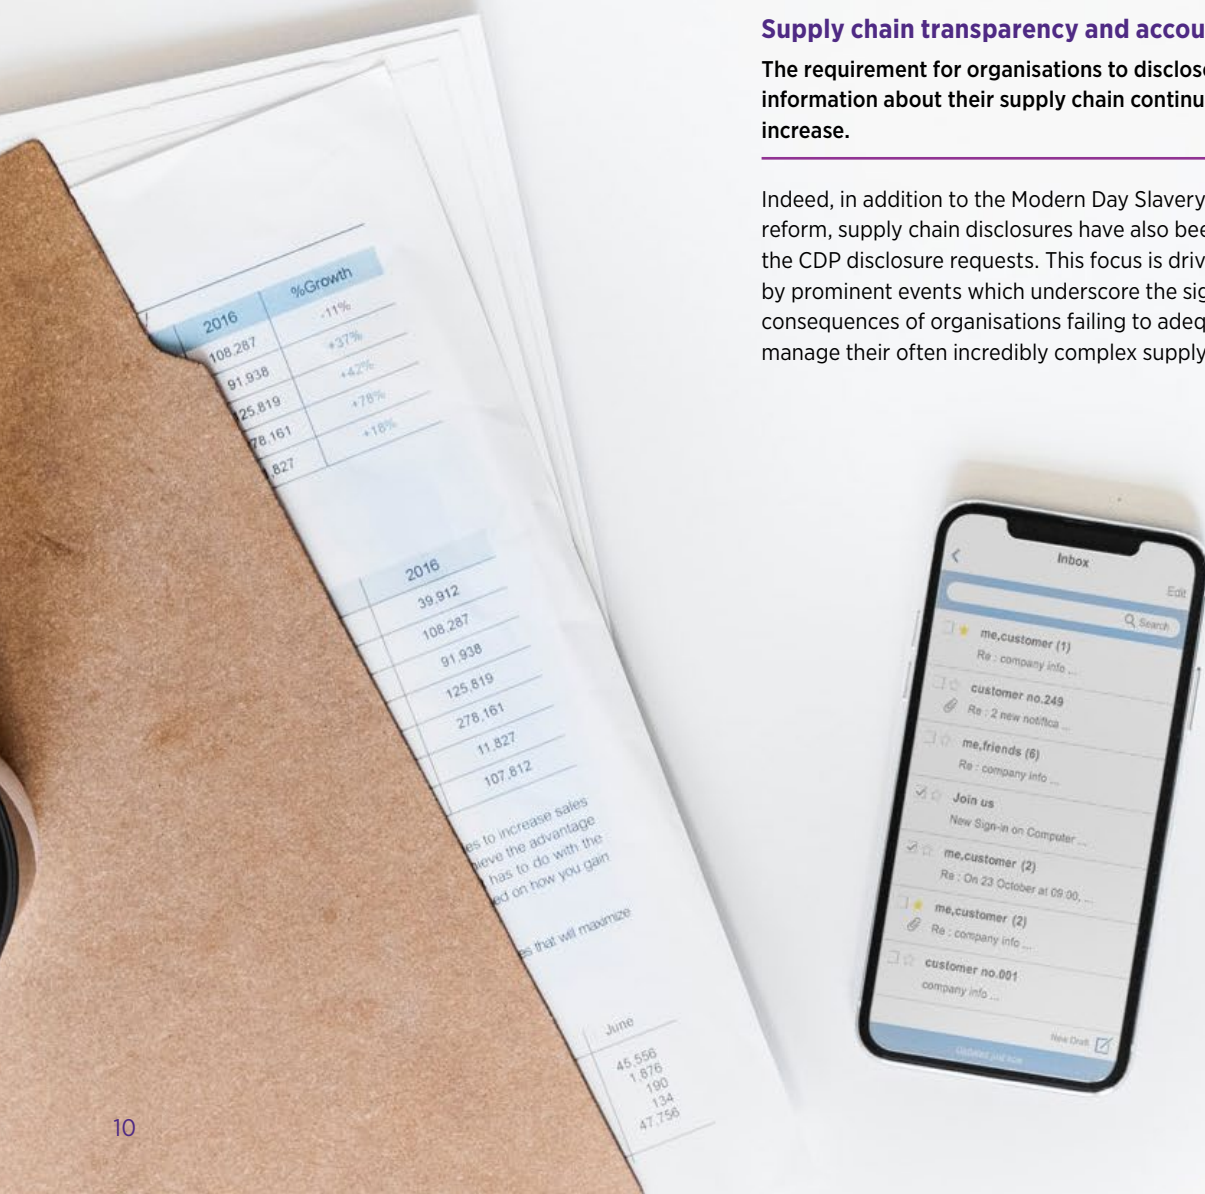 Supply chain transparency and accou
The requirement for organisations to disclose
information about their supply chain continu
increase.
Indeed, in addition to the Modern Day Slavery
reform, supply chain disclosures have also bee
the CDP disclosure requests. This focus is driv
by prominent events which underscore the sig
consequences of organisations failing to adeq
manage their often incredibly complex supply
2016 %Growth
108,287 -11%
91,938 +37%
25,819 +42%
78,161 +78%
,827 +18%
2016
39,912
108,287
91,938
125,819
278,161
11,827
107,812
es to increase sales
ieve the advantage
has to do with the
ed on how you gain
es that will maximize
June
45,556
1,876
190
134
47,756
Inbox
Edit
Search
me,customer (1)
Re : company info ...
customer no.249
Re : 2 new notifica ...
me,friends (6)
Re : company info ...
Join us
New Sign-in on Computer ...
me,customer (2)
Re : On 23 October at 09:00, ...
me,customer (2)
Re : company info ...
customer no.001
company info ...
New Draft
Updated just now
10